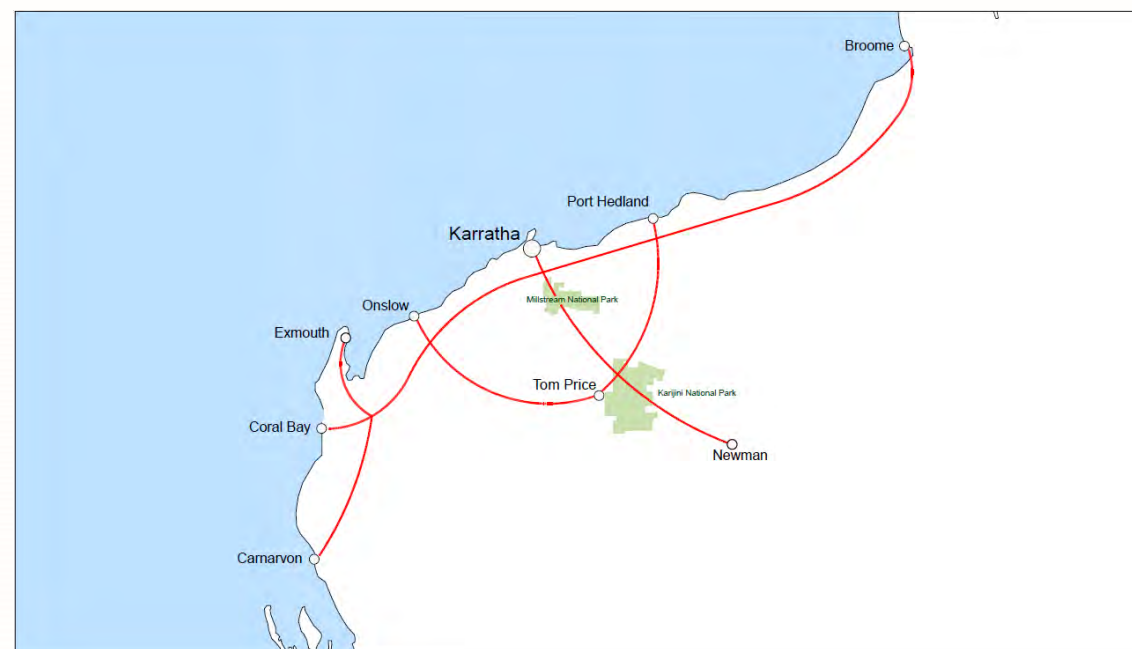 Broome
Port Hedland
Karratha
Millstream National Park
Onslow
Exmouth
Tom Price
Karijini National Park
Coral Bay
Newman
Carnarvon